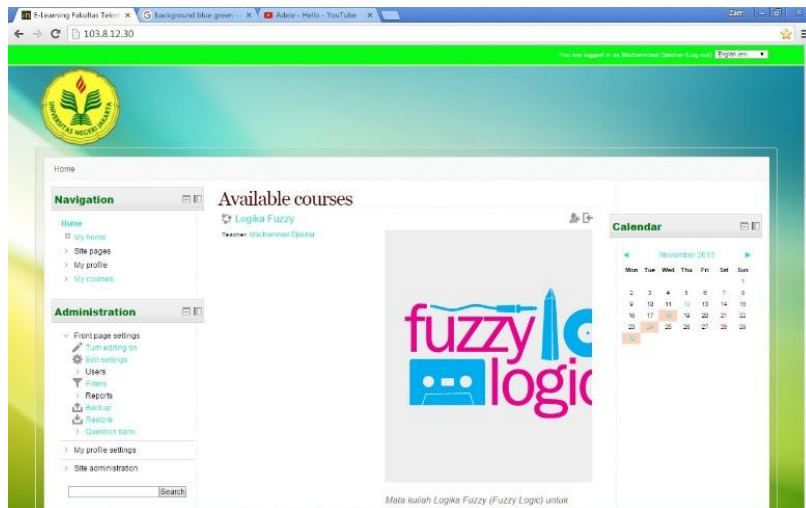 E-Learning Fakultas Tekni
background blue green -
Adele - Hello - YouTube
Zaen
103.8.12.30
You are logged in as Mochammad Djaohar (Log out)
English (en)
UNIVERSITAS NEGERI JAKARTA
Home
Navigation
Home
My home
Site pages
My profile
My courses
Administration
Front page settings
Turn editing on
Edit settings
Users
Filters
Reports
Backup
Restore
Question bank
My profile settings
Site administration
Search
Available courses
Logika Fuzzy
Teacher: Mochammad Djaohar
fuzzy lo
logic
Mata kuliah Logika Fuzzy (Fuzzy Logic) untuk
Calendar
November 2015
Mon Tue Wed Thu Fri Sat Sun
1
2 3 4 5 6 7 8
9 10 11 12 13 14 15
16 17 18 19 20 21 22
23 24 25 26 27 28 29
30